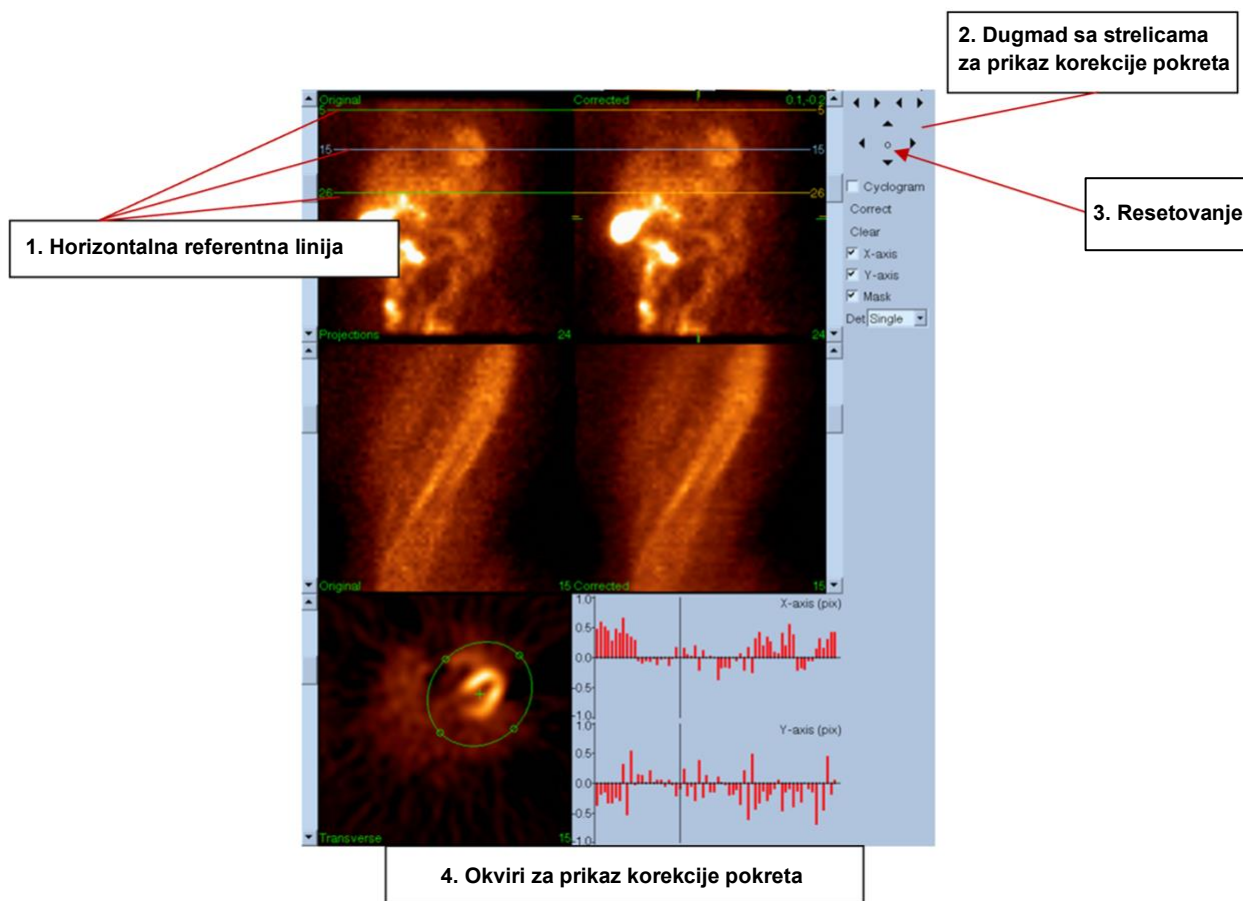 2. Dugmad sa strelicama
za prikaz korekcije pokreta
Original
Corrected
0.1,-0.2
5
5
15
15
26
26
1. Horizontalna referentna linija
3. Resetovanje
Cyclogram
Correct
Clear
X-axis
Y-axis
Mask
Det Single
Projections
24
24
Original
15
Corrected
15
1.0
X-axis (pix)
0.5
0.0
-0.5
-1.0
1.0
Y-axis (pix)
0.5
0.0
-0.5
-1.0
Transverse
15
4. Okviri za prikaz korekcije pokreta